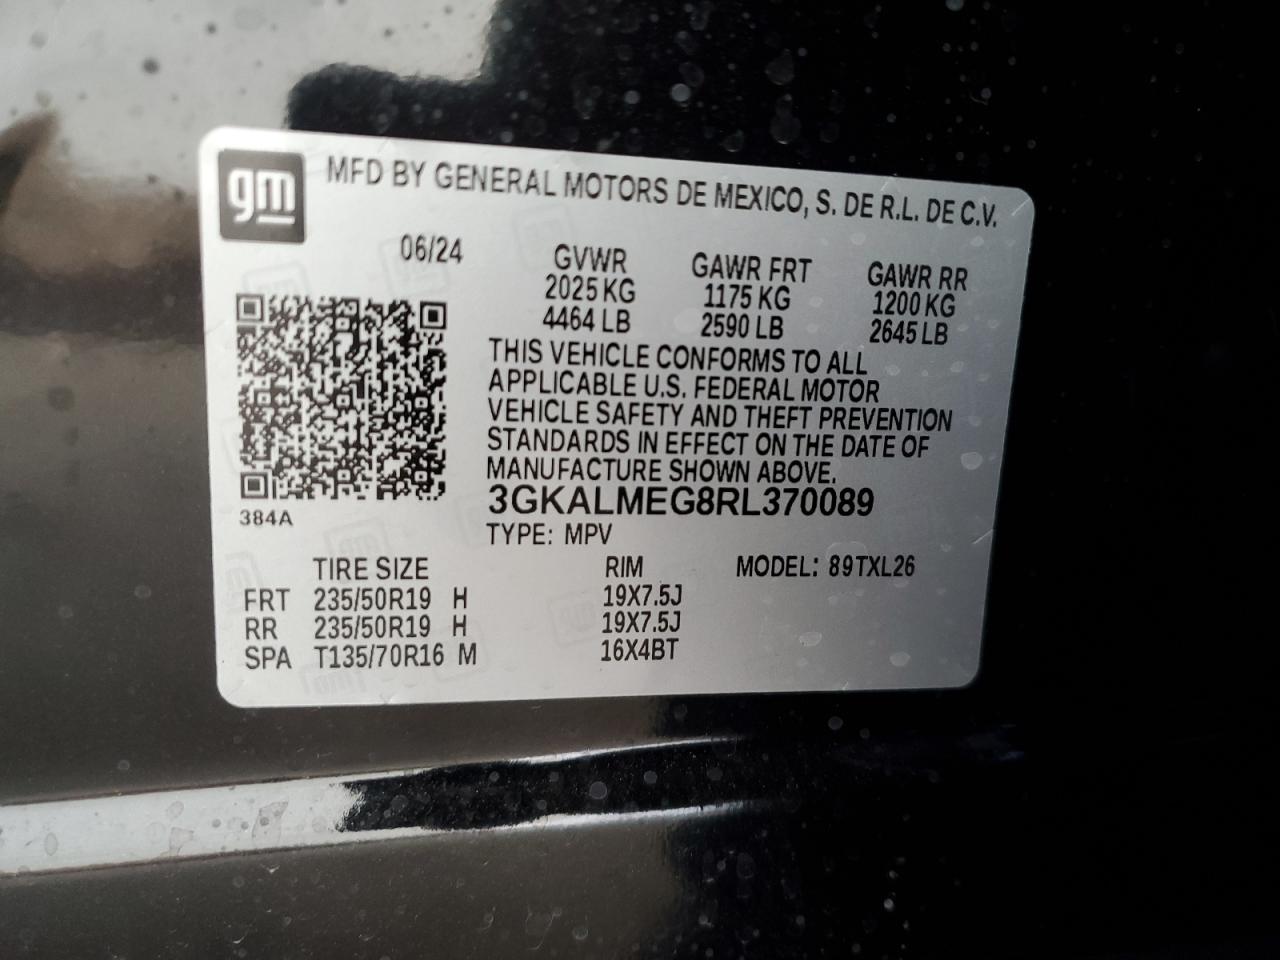 gm
MFD BY GENERAL MOTORS DE MEXICO, S. DE R.L. DE C.V.
06/24 GVWR GAWR FRT GAWR RR
2025 KG 1175 KG 1200 KG
4464 LB 2590 LB 2645 LB
THIS VEHICLE CONFORMS TO ALL
APPLICABLE U.S. FEDERAL MOTOR
VEHICLE SAFETY AND THEFT PREVENTION
STANDARDS IN EFFECT ON THE DATE OF
MANUFACTURE SHOWN ABOVE.
384A
3GKALMEG8RL370089
TYPE: MPV
TIRE SIZE RIM MODEL: 89TXL26
FRT 235/50R19 H 19X7.5J
RR 235/50R19 H 19X7.5J
SPA T135/70R16 M 16X4BT